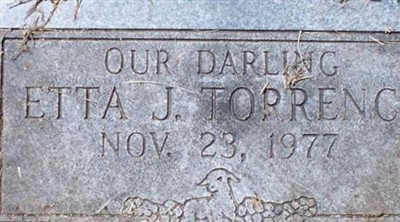 OUR DARLING
ETTA J. TORRENC
NOV. 23, 1977